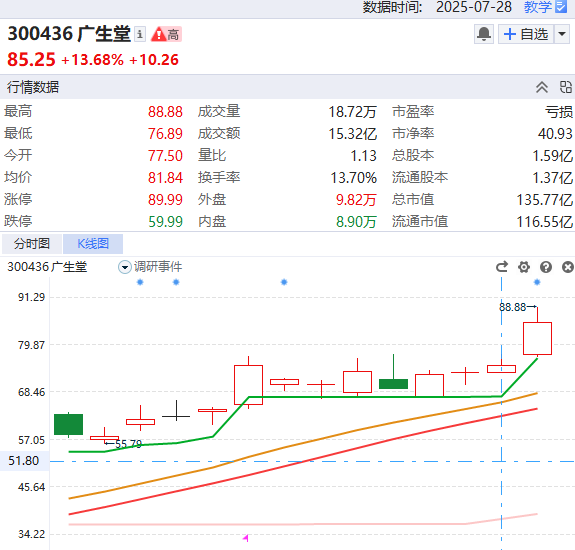 数据时间: 2025-07-28 教学
300436 广生堂 i 高 自选
85.25 +13.68% +10.26
行情数据
最高 88.88 成交量 18.72万 市盈率 亏损
最低 76.89 成交额 15.32亿 市净率 40.93
今开 77.50 量比 1.13 总股本 1.59亿
均价 81.84 换手率 13.70% 流通股本 1.37亿
涨停 89.99 外盘 9.82万 总市值 135.77亿
跌停 59.99 内盘 8.90万 流通市值 116.55亿
分时图 K线图
300436 广生堂 调研事件
91.29
88.88→
79.87
68.46
57.05
←55.79
51.80
45.64
34.22